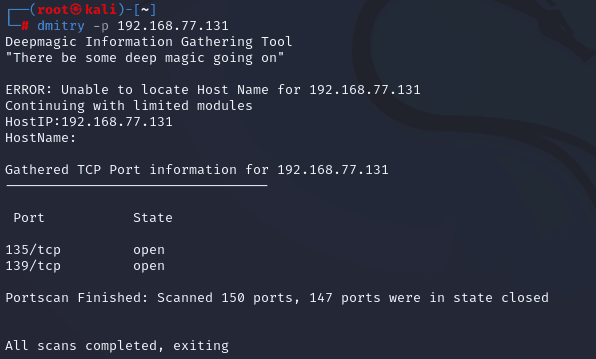 ┌──(root㉿kali)-[~]
└─# dmitry -p 192.168.77.131
Deepmagic Information Gathering Tool
"There be some deep magic going on"
ERROR: Unable to locate Host Name for 192.168.77.131
Continuing with limited modules
HostIP:192.168.77.131
HostName:
Gathered TCP Port information for 192.168.77.131
---------------------------------
Port State
135/tcp open
139/tcp open
Portscan Finished: Scanned 150 ports, 147 ports were in state closed
All scans completed, exiting